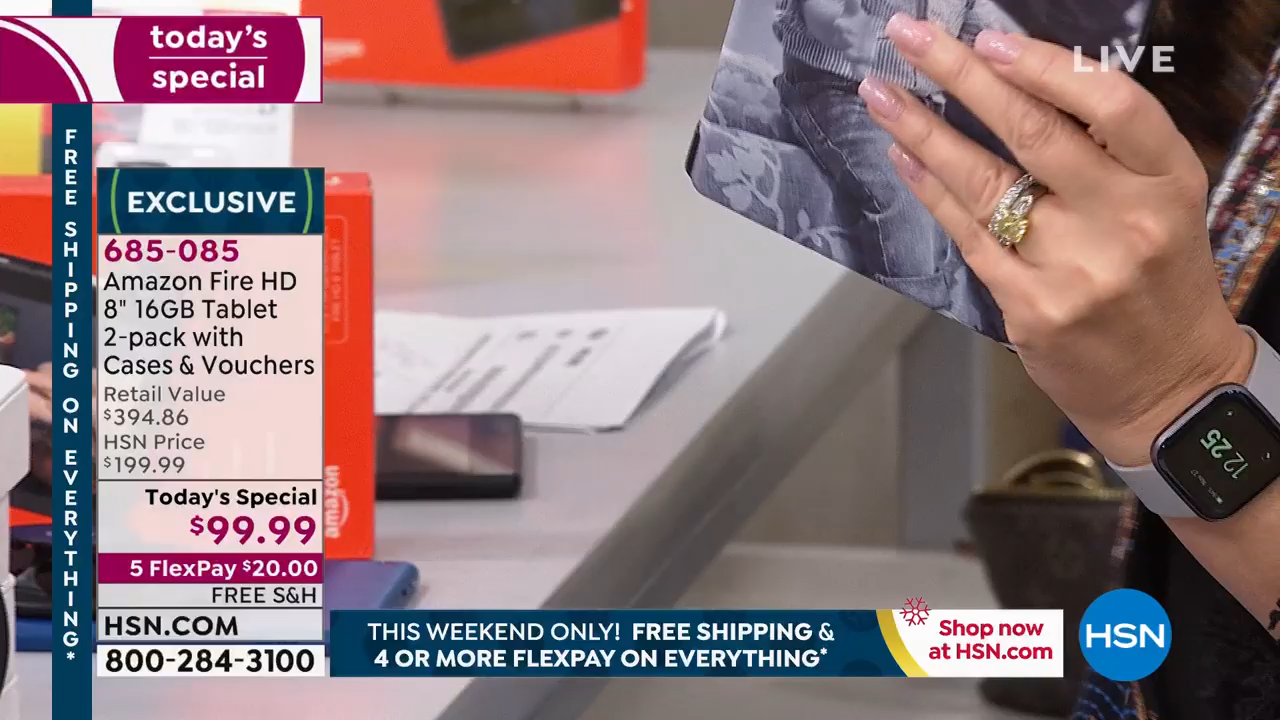 today's
special
LIVE
FREE SHIPPING ON EVERYTHING*
EXCLUSIVE
685-085
Amazon Fire HD
8" 16GB Tablet
2-pack with
Cases & Vouchers
Retail Value
$394.86
HSN Price
$199.99
Today's Special
$99.99
5 FlexPay $20.00
FREE S&H
HSN.COM
800-284-3100
amazon
12:25
THIS WEEKEND ONLY! FREE SHIPPING &
4 OR MORE FLEXPAY ON EVERYTHING*
Shop now
at HSN.com
HSN